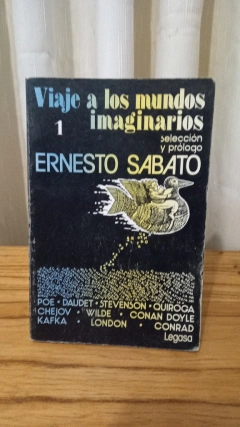 Viaje a los mundos
1 imaginarios
selección
y prólogo
ERNESTO SABATO
POE · DAUDET · STEVENSON · QUIROGA
CHEJOV · WILDE · CONAN DOYLE
KAFKA · LONDON · CONRAD
Legasa